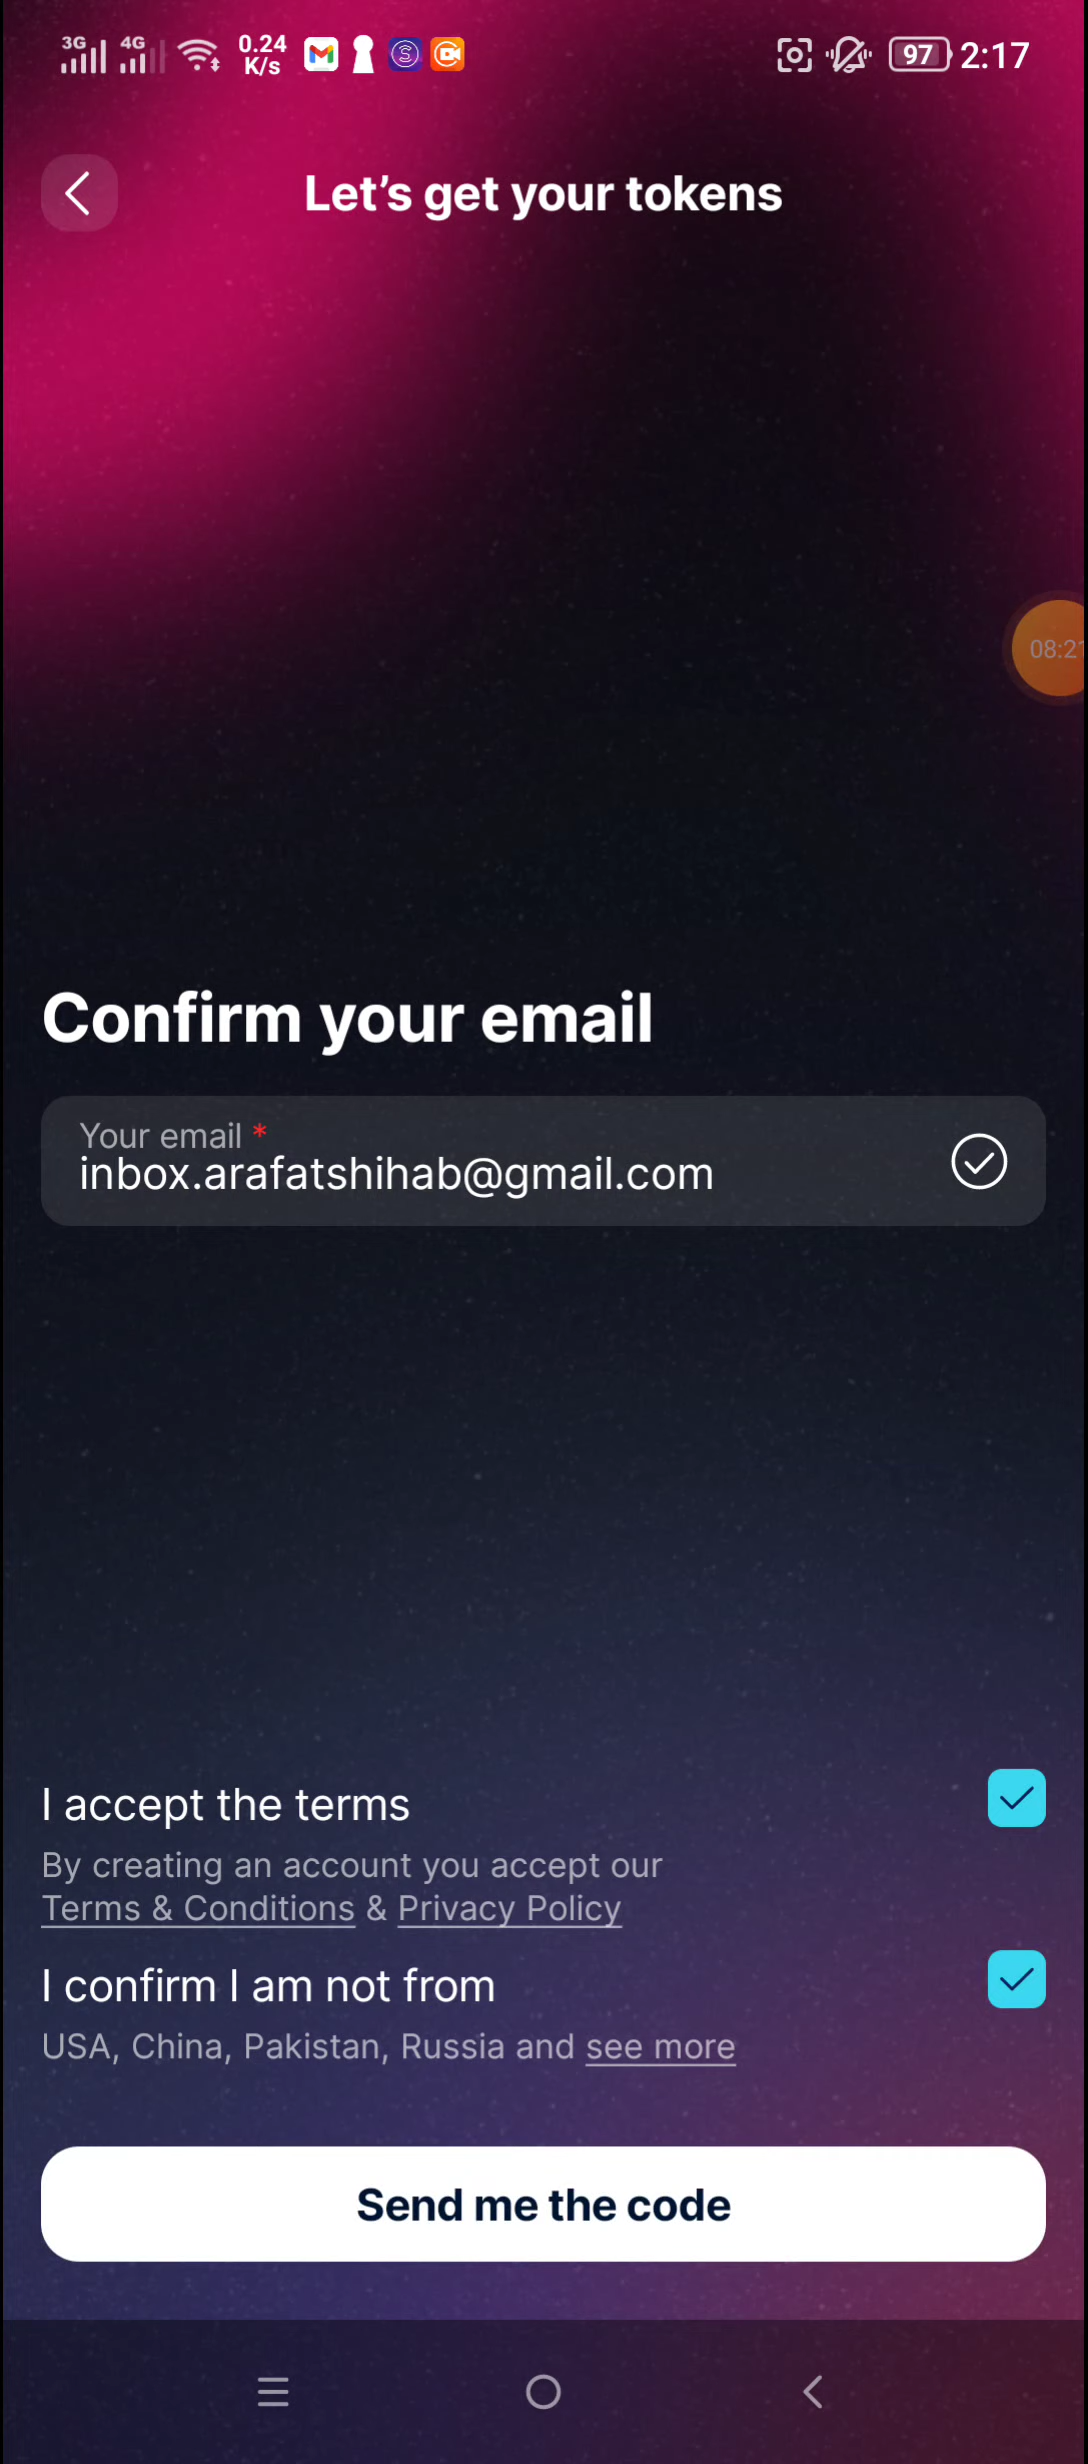 3G 4G 0.24 K/s 97 2:17
Let’s get your tokens
Confirm your email
Your email *
inbox.arafatshihab@gmail.com
I accept the terms
By creating an account you accept our
Terms & Conditions & Privacy Policy
I confirm I am not from
USA, China, Pakistan, Russia and see more
Send me the code